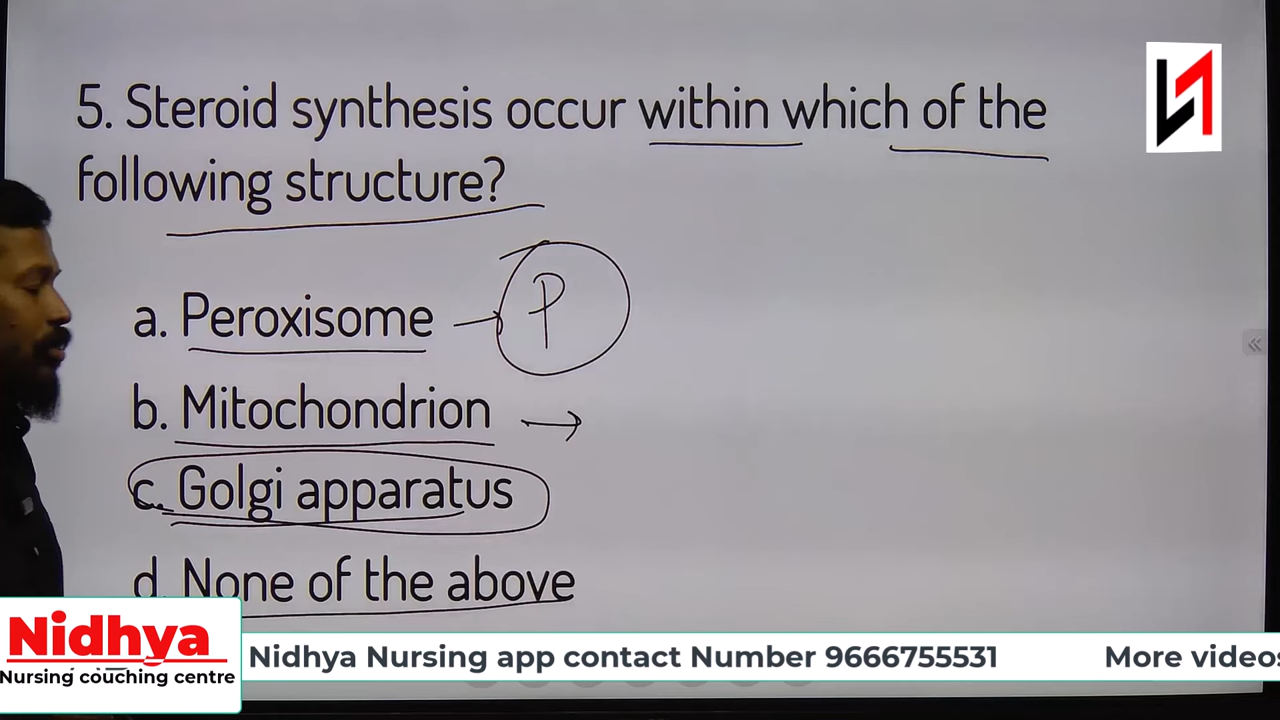 5. Steroid synthesis occur within which of the
following structure?
a. Peroxisome
P
b. Mitochondrion
c. Golgi apparatus
d. None of the above
Nidhya
Nursing couching centre
Nidhya Nursing app contact Number 9666755531
More videos